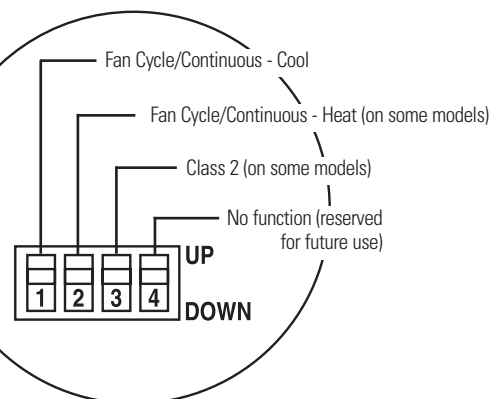 Fan Cycle/Continuous - Cool
Fan Cycle/Continuous - Heat (on some models)
Class 2 (on some models)
No function (reserved
for future use)
UP
1 2 3 4
DOWN